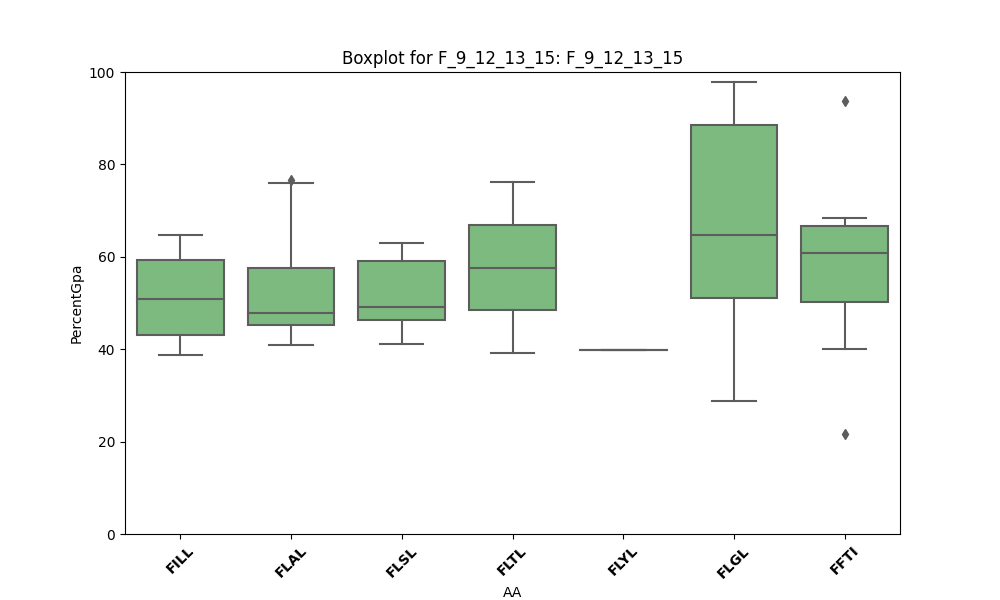 Boxplot for F_9_12_13_15: F_9_12_13_15
PercentGpa
100
80
60
40
20
0
FILL
FLAL
FLSL
FLTL
FLYL
FLGL
FFTI
AA